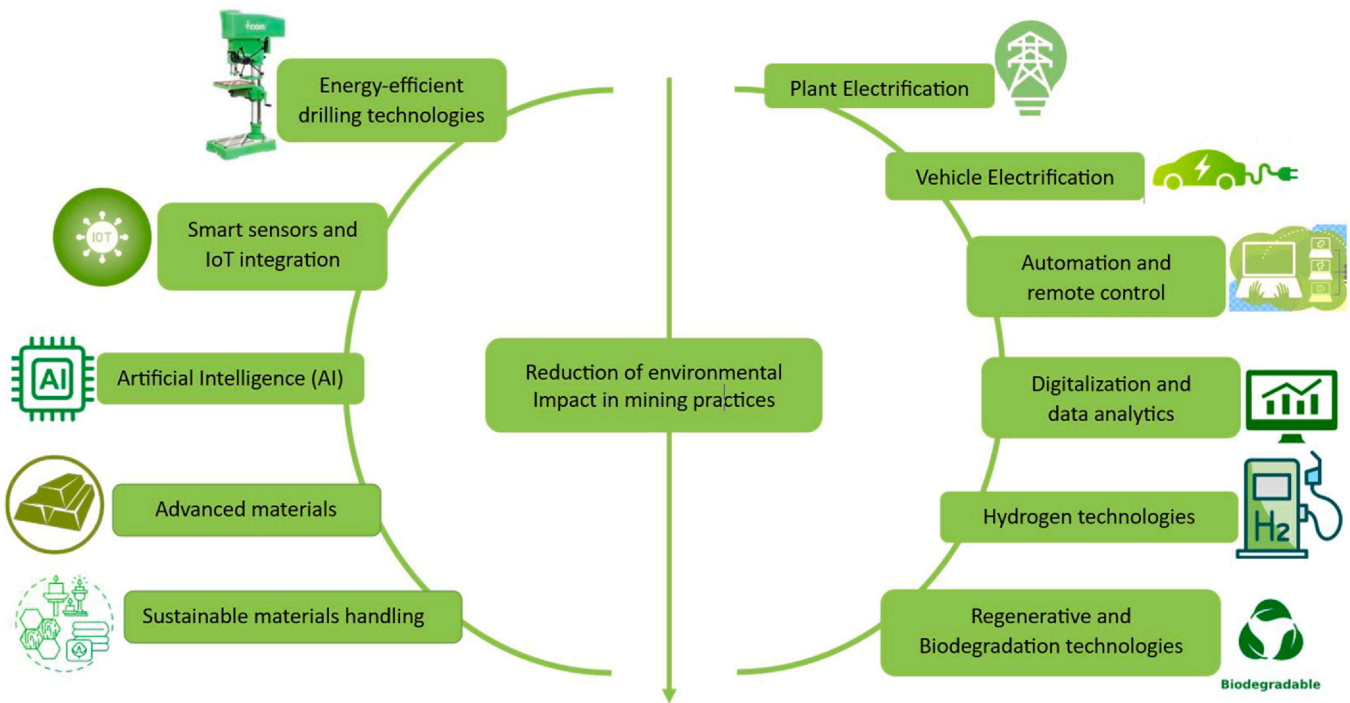 icon
Energy-efficient
drilling technologies
IOT
Smart sensors and
IoT integration
AI
Artificial Intelligence (AI)
Advanced materials
Sustainable materials handling
Reduction of environmental
Impact in mining practices
Plant Electrification
Vehicle Electrification
Automation and
remote control
Digitalization and
data analytics
Hydrogen technologies
H2
Regenerative and
Biodegradation technologies
Biodegradable